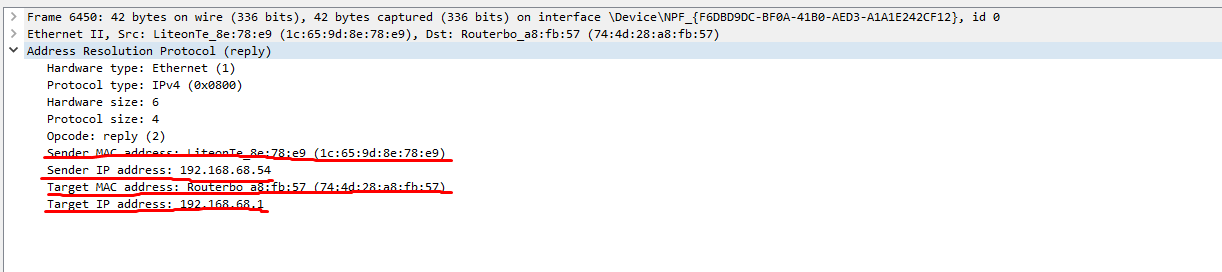 Frame 6450: 42 bytes on wire (336 bits), 42 bytes captured (336 bits) on interface \Device\NPF_{F6DBD9DC-BF0A-41B0-AED3-A1A1E242CF12}, id 0
Ethernet II, Src: LiteonTe_8e:78:e9 (1c:65:9d:8e:78:e9), Dst: Routerbo_a8:fb:57 (74:4d:28:a8:fb:57)
Address Resolution Protocol (reply)
Hardware type: Ethernet (1)
Protocol type: IPv4 (0x0800)
Hardware size: 6
Protocol size: 4
Opcode: reply (2)
Sender MAC address: LiteonTe_8e:78:e9 (1c:65:9d:8e:78:e9)
Sender IP address: 192.168.68.54
Target MAC address: Routerbo_a8:fb:57 (74:4d:28:a8:fb:57)
Target IP address: 192.168.68.1